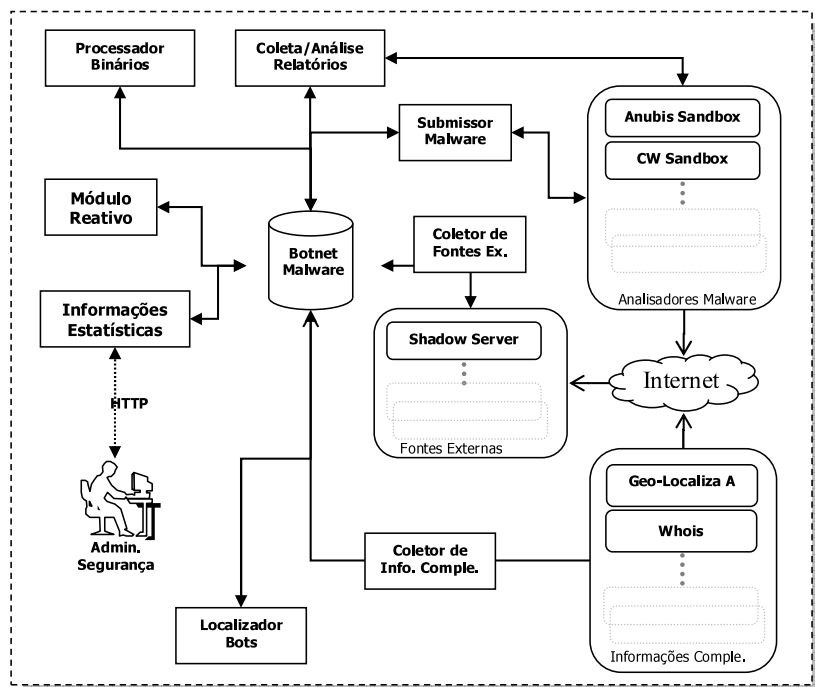 Processador
Binários
Coleta/Análise
Relatórios
Submissor
Malware
Anubis Sandbox
CW Sandbox
Analisadores Malware
Módulo
Reativo
Botnet
Malware
Coletor de
Fontes Ex.
Informações
Estatísticas
Shadow Server
Fontes Externas
Internet
HTTP
Admin.
Segurança
Geo-Localiza A
Whois
Informações Comple.
Coletor de
Info. Comple.
Localizador
Bots